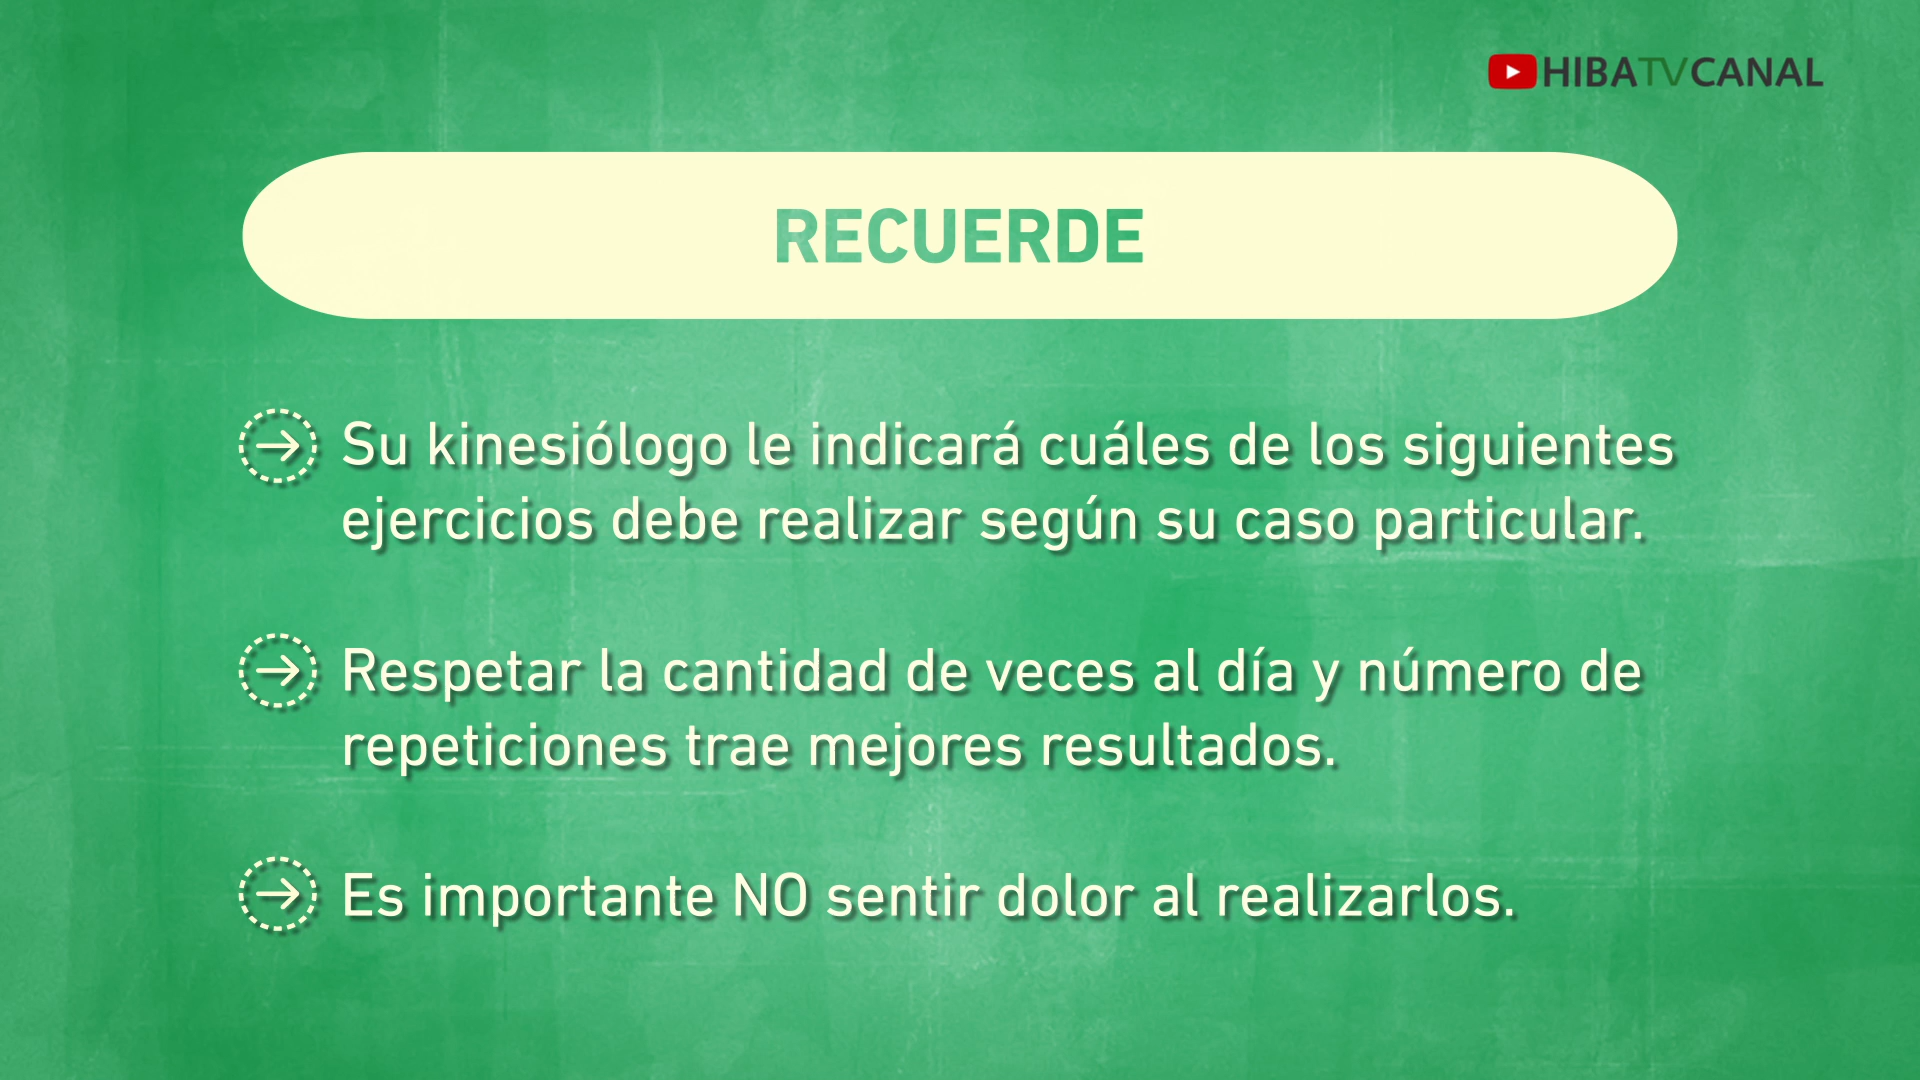 HIBATVCANAL
RECUERDE
Su kinesiólogo le indicará cuáles de los siguientes
ejercicios debe realizar según su caso particular.
Respetar la cantidad de veces al día y número de
repeticiones trae mejores resultados.
Es importante NO sentir dolor al realizarlos.